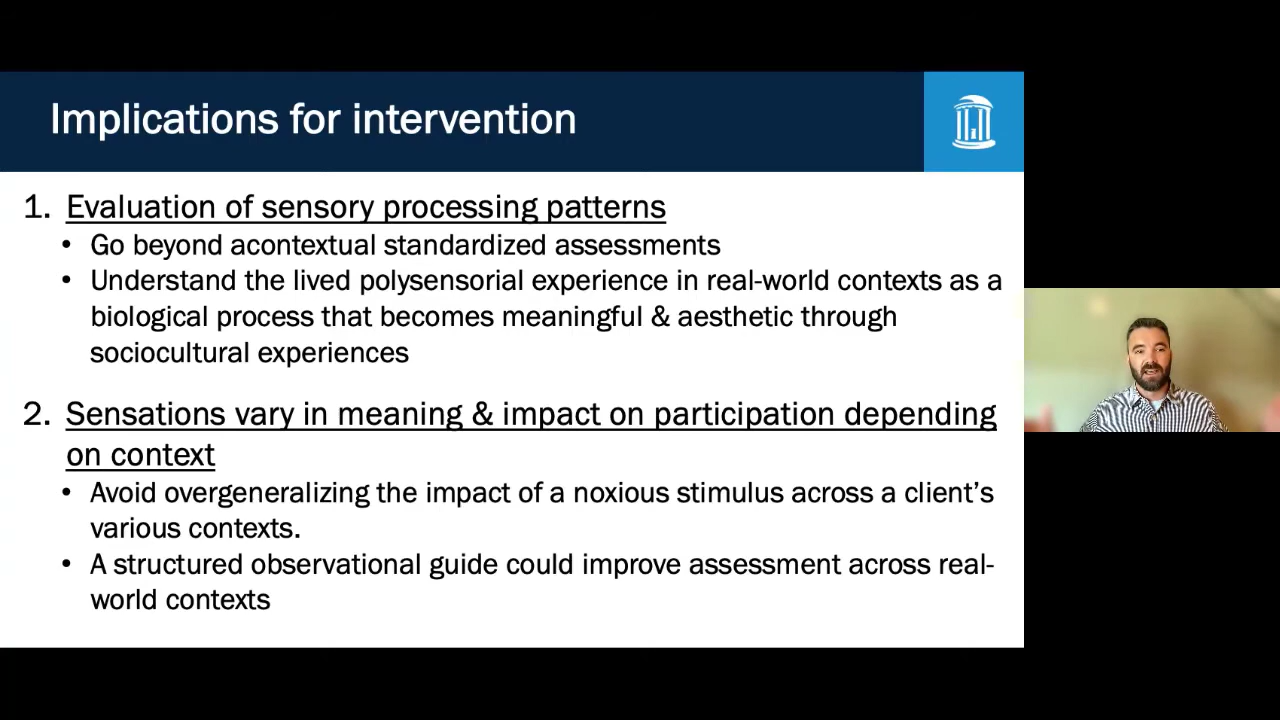 Implications for intervention
1. Evaluation of sensory processing patterns
• Go beyond acontextual standardized assessments
• Understand the lived polysensorial experience in real-world contexts as a
biological process that becomes meaningful & aesthetic through
sociocultural experiences
2. Sensations vary in meaning & impact on participation depending
on context
• Avoid overgeneralizing the impact of a noxious stimulus across a client’s
various contexts.
• A structured observational guide could improve assessment across real-
world contexts